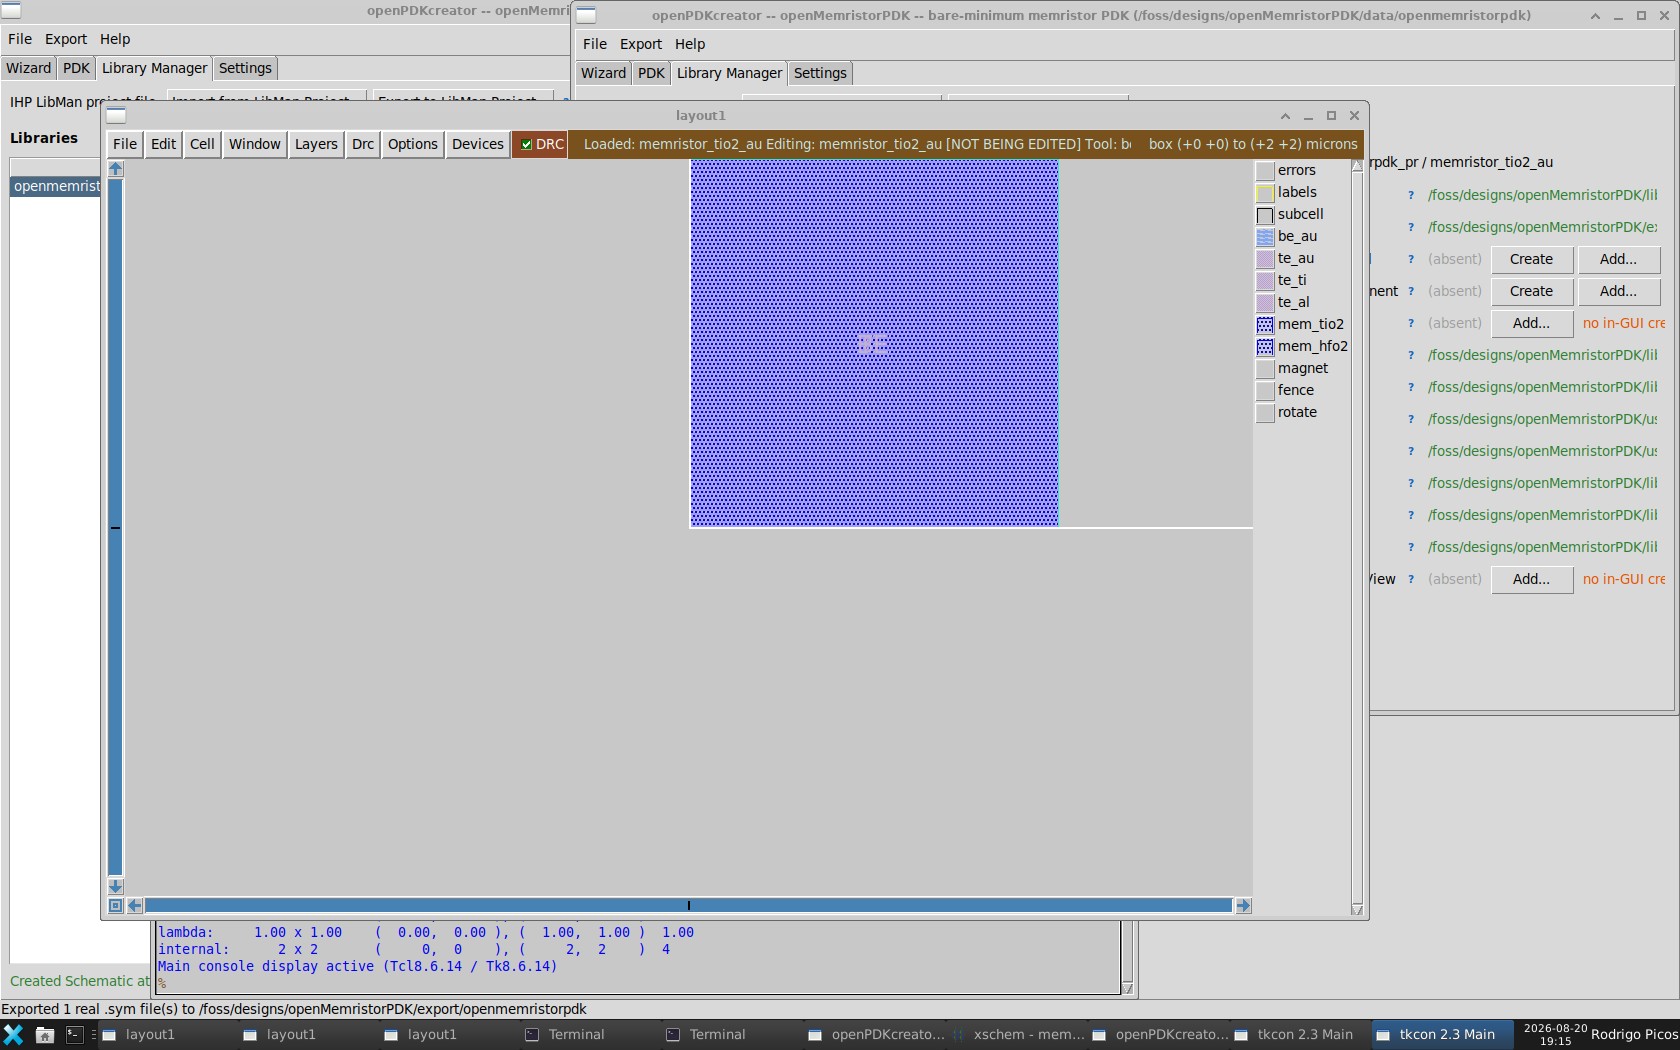 openPDKcreator -- openMemri
File Export Help
Wizard PDK Library Manager Settings
Libraries
openmemrist
Created Schematic at
Exported 1 real .sym file(s) to /foss/designs/openMemristorPDK/export/openmemristorpdk
openPDKcreator -- openMemristorPDK -- bare-minimum memristor PDK (/foss/designs/openMemristorPDK/data/openmemristorpdk)
File Export Help
Wizard PDK Library Manager Settings
rpdk_pr / memristor_tio2_au
? /foss/designs/openMemristorPDK/lib
? /foss/designs/openMemristorPDK/ex
? (absent) Create Add...
nent ? (absent) Create Add...
? (absent) Add... no in-GUI cre
? /foss/designs/openMemristorPDK/lib
? /foss/designs/openMemristorPDK/lib
? /foss/designs/openMemristorPDK/us
? /foss/designs/openMemristorPDK/us
? /foss/designs/openMemristorPDK/lib
? /foss/designs/openMemristorPDK/lib
? /foss/designs/openMemristorPDK/lib
View ? (absent) Add... no in-GUI cre
layout1
File Edit Cell Window Layers Drc Options Devices DRC Loaded: memristor_tio2_au Editing: memristor_tio2_au [NOT BEING EDITED] Tool: box (+0 +0) to (+2 +2) microns
errors
labels
subcell
be_au
te_au
te_ti
te_al
mem_tio2
mem_hfo2
magnet
fence
rotate
lambda: 1.00 x 1.00 ( 0.00, 0.00 ), ( 1.00, 1.00 ) 1.00
internal: 2 x 2 ( 0, 0 ), ( 2, 2 ) 4
Main console display active (Tcl8.6.14 / Tk8.6.14)
%
layout1 layout1 layout1 Terminal Terminal openPDKcreato... xschem - mem... openPDKcreato... tkcon 2.3 Main tkcon 2.3 Main 2026-08-20 19:15 Rodrigo Picos